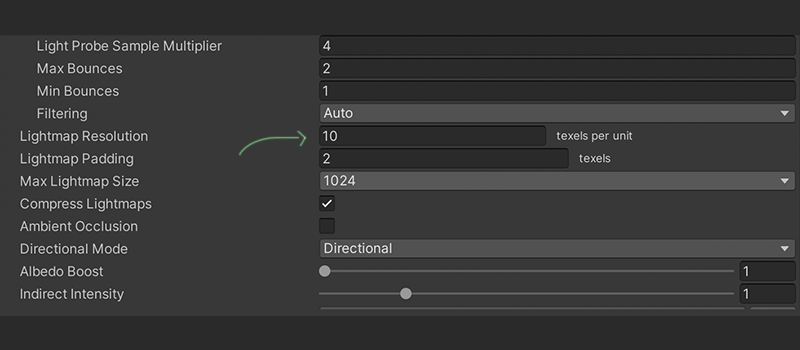 Light Probe Sample Multiplier 4
Max Bounces 2
Min Bounces 1
Filtering Auto
Lightmap Resolution 10 texels per unit
Lightmap Padding 2 texels
Max Lightmap Size 1024
Compress Lightmaps
Ambient Occlusion
Directional Mode Directional
Albedo Boost 1
Indirect Intensity 1